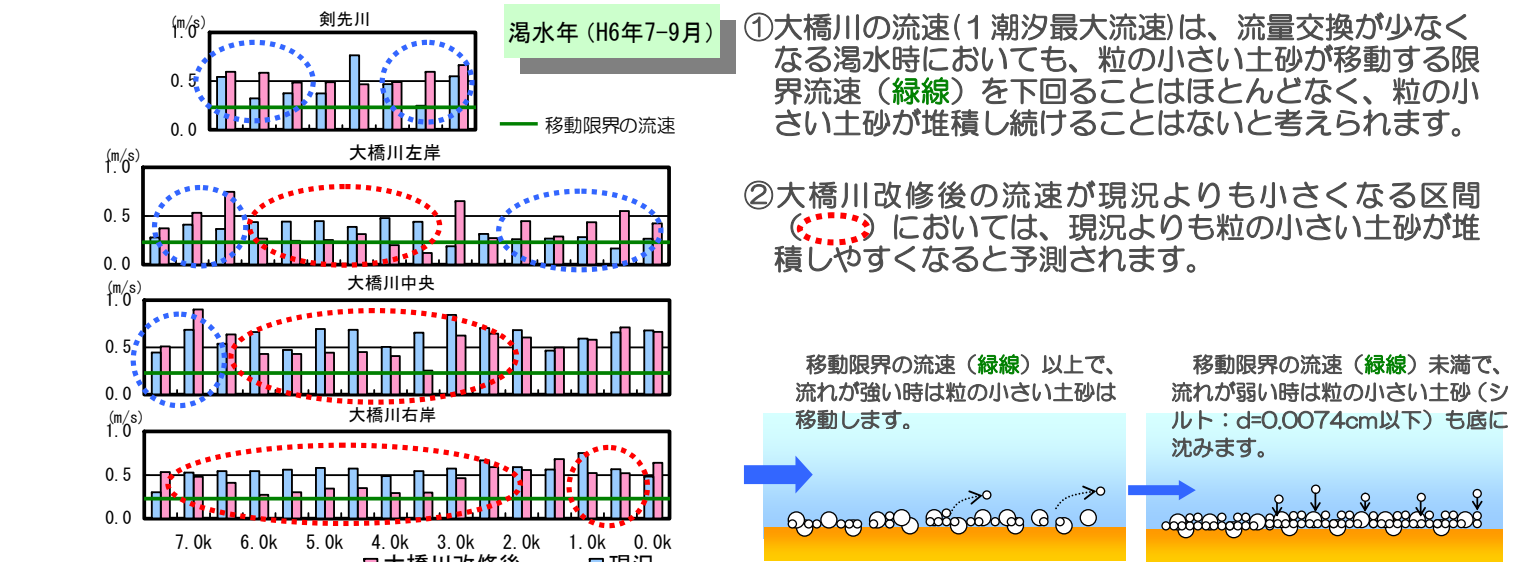 剣先川
(m/s)
1.0
0.5
0.0
渇水年(H6年7-9月)
移動限界の流速
大橋川左岸
(m/s)
1.0
0.5
0.0
大橋川中央
(m/s)
1.0
0.5
0.0
大橋川右岸
(m/s)
1.0
0.5
0.0
7.0k 6.0k 5.0k 4.0k 3.0k 2.0k 1.0k 0.0k
大橋川改修後 現況
①大橋川の流速(1潮汐最大流速)は、流量交換が少なく
なる渇水時においても、粒の小さい土砂が移動する限
界流速（緑線）を下回ることはほとんどなく、粒の小
さい土砂が堆積し続けることはないと考えられます。
②大橋川改修後の流速が現況よりも小さくなる区間
（ ）においては、現況よりも粒の小さい土砂が堆
積しやすくなると予測されます。
移動限界の流速（緑線）以上で、
流れが強い時は粒の小さい土砂は
移動します。
移動限界の流速（緑線）未満で、
流れが弱い時は粒の小さい土砂（シ
ルト：d=0.0074cm以下）も底に
沈みます。